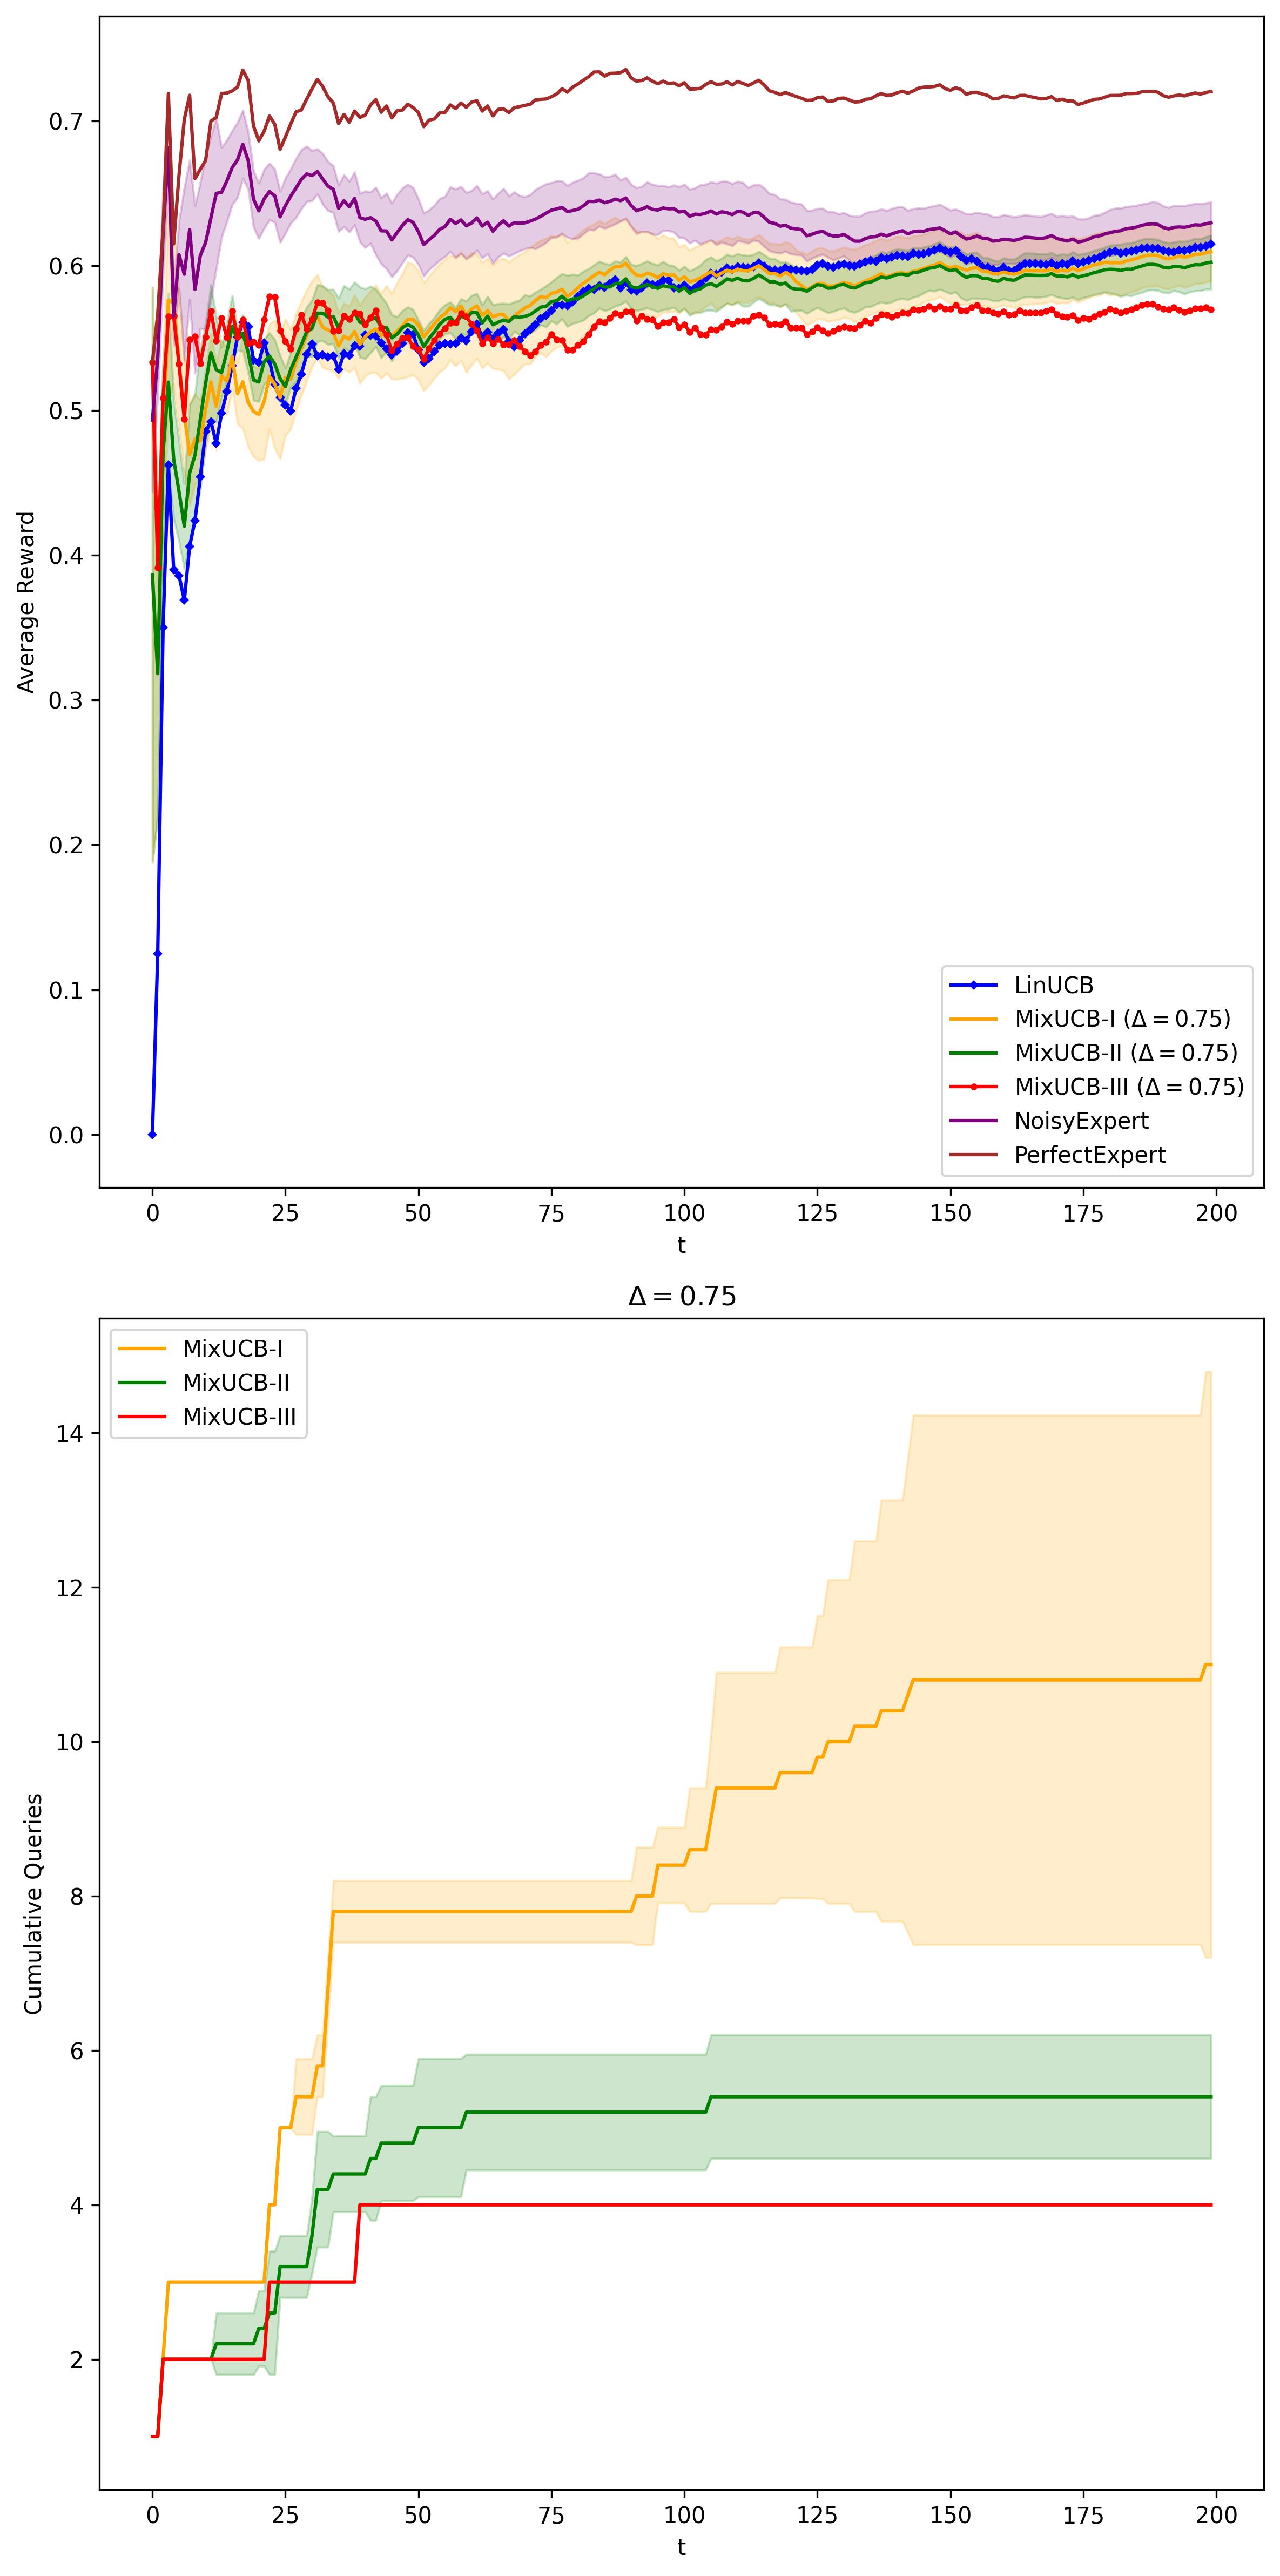 0.7
0.6
0.5
0.4
0.3
0.2
0.1
0.0
Average Reward
LinUCB
MixUCB-I (Δ = 0.75)
MixUCB-II (Δ = 0.75)
MixUCB-III (Δ = 0.75)
NoisyExpert
PerfectExpert
0 25 50 75 100 125 150 175 200
t
Δ = 0.75
MixUCB-I
MixUCB-II
MixUCB-III
14
12
10
8
6
4
2
Cumulative Queries
0 25 50 75 100 125 150 175 200
t